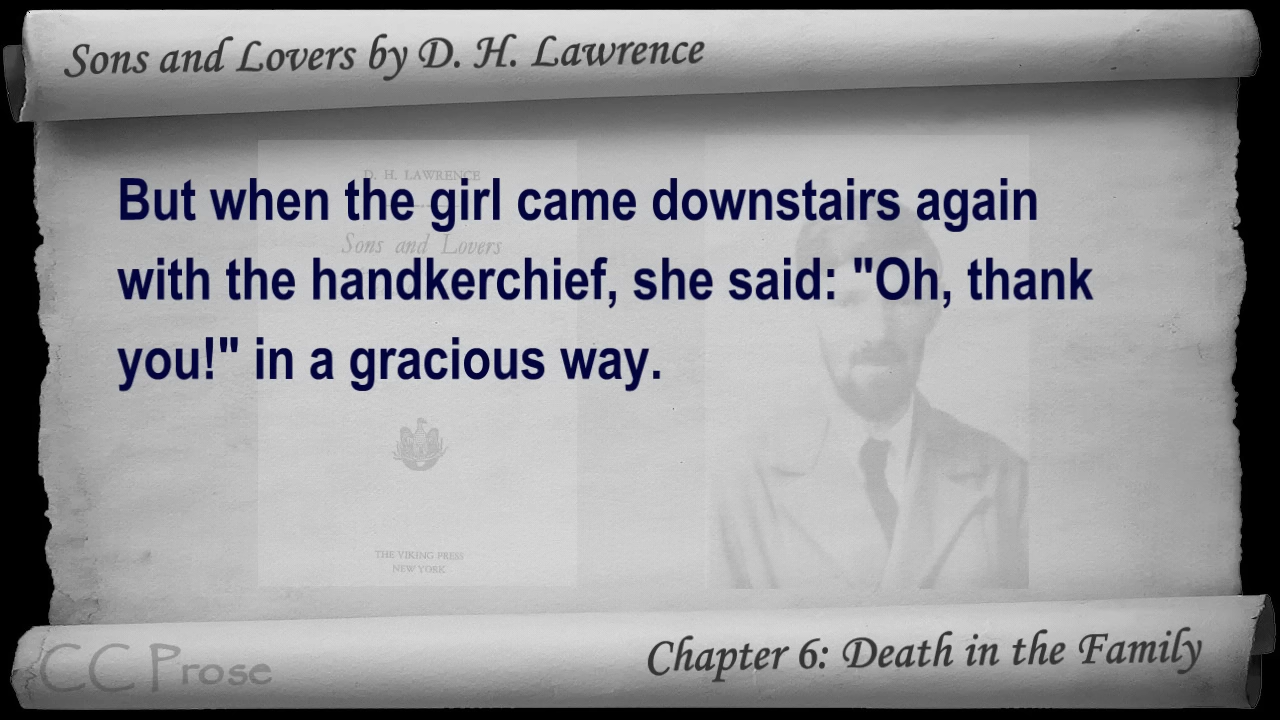 Sons and Lovers by D. H. Lawrence
D. H. LAWRENCE
Sons and Lovers
But when the girl came downstairs again
with the handkerchief, she said: "Oh, thank
you!" in a gracious way.
THE VIKING PRESS
NEW YORK
CC Prose
Chapter 6: Death in the Family